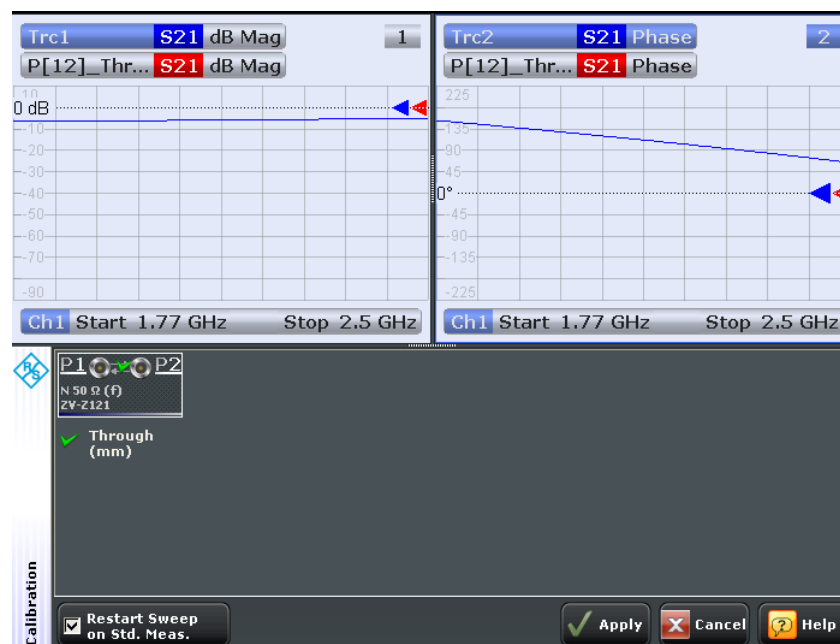 Trc1 S21 dB Mag 1
P[12]_Thr... S21 dB Mag
10
0 dB
-10
-20
-30
-40
-50
-60
-70
-90
Ch1 Start 1.77 GHz Stop 2.5 GHz
Trc2 S21 Phase 2
P[12]_Thr... S21 Phase
225
135
90
45
0°
-45
-90
-135
-225
Ch1 Start 1.77 GHz Stop 2.5 GHz
R&S
P1 P2
N 50 Ω (f)
ZV-Z121
Through
(mm)
Calibration
Restart Sweep
on Std. Meas.
Apply
Cancel
Help